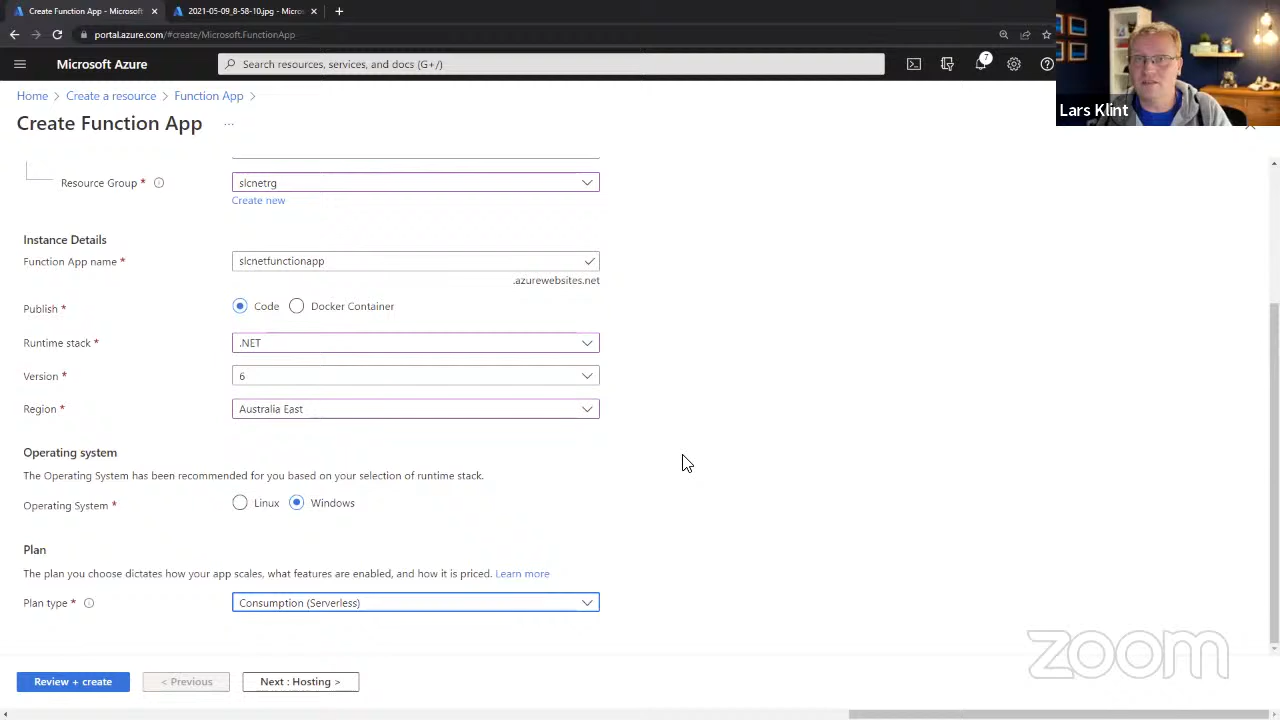 Create Function App - Microsoft
2021-05-09_8-58-10.jpg - Micros
portal.azure.com/#create/Microsoft.FunctionApp
Microsoft Azure
Search resources, services, and docs (G+/)
7
Home > Create a resource > Function App >
Create Function App ...
Lars Klint
Resource Group *
slcnetrg
Create new
Instance Details
Function App name *
slcnetfunctionapp
.azurewebsites.net
Publish *
Code
Docker Container
Runtime stack *
.NET
Version *
6
Region *
Australia East
Operating system
The Operating System has been recommended for you based on your selection of runtime stack.
Operating System *
Linux
Windows
Plan
The plan you choose dictates how your app scales, what features are enabled, and how it is priced. Learn more
Plan type *
Consumption (Serverless)
zoom
Review + create
< Previous
Next : Hosting >